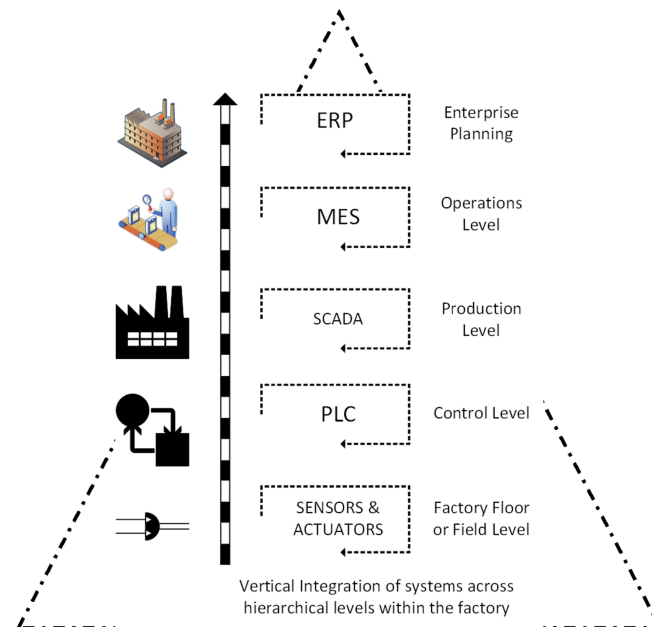 ERP
Enterprise
Planning
MES
Operations
Level
SCADA
Production
Level
PLC
Control Level
SENSORS &
ACTUATORS
Factory Floor
or Field Level
Vertical Integration of systems across
hierarchical levels within the factory